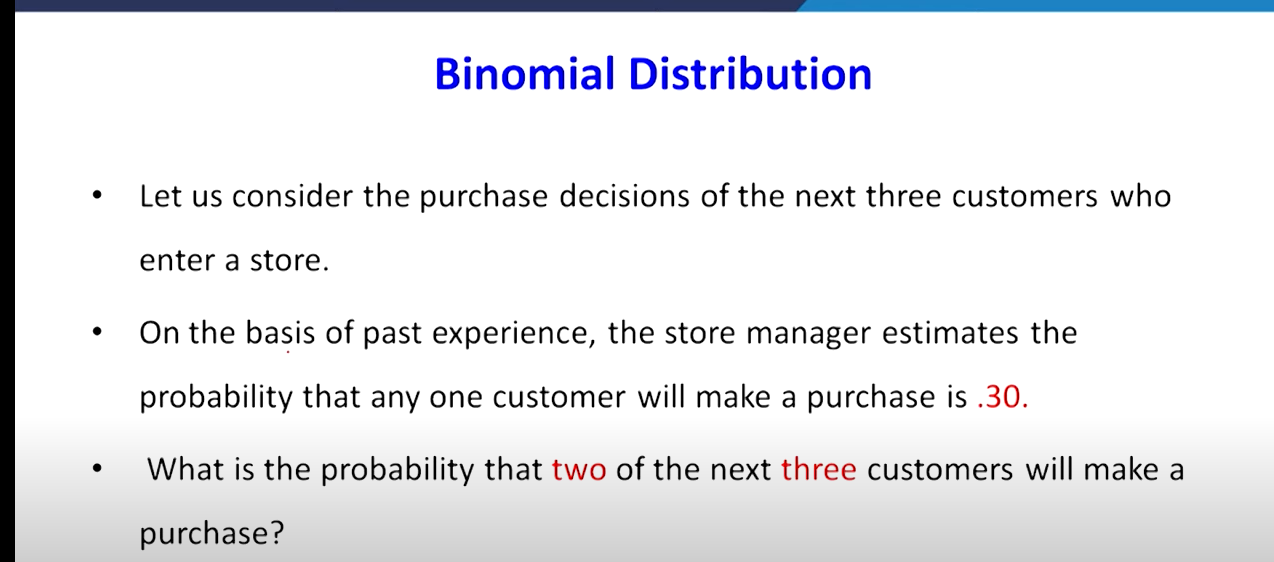 Binomial Distribution
• Let us consider the purchase decisions of the next three customers who
enter a store.
• On the basis of past experience, the store manager estimates the
probability that any one customer will make a purchase is .30.
• What is the probability that two of the next three customers will make a
purchase?